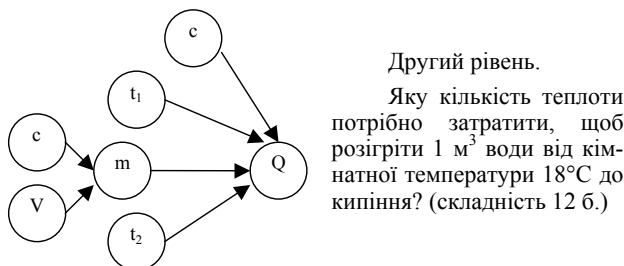 c
t₁
c
m
Q
V
t₂
Другий рівень.
Яку кількість теплоти
потрібно затратити, щоб
розігріти 1 м³ води від кім-
натної температури 18°С до
кипіння? (складність 12 б.)